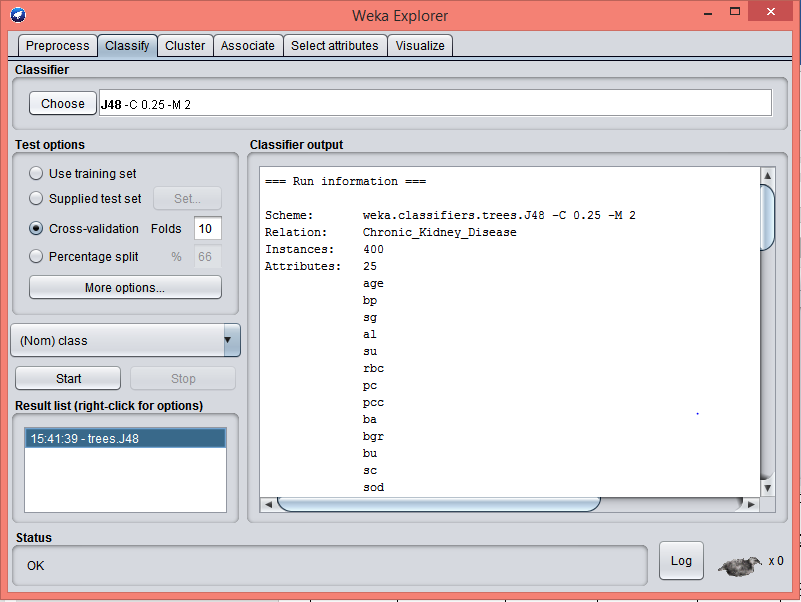 Weka Explorer
Preprocess Classify Cluster Associate Select attributes Visualize
Classifier
Choose J48 -C 0.25 -M 2
Test options
Use training set
Supplied test set Set...
Cross-validation Folds 10
Percentage split % 66
More options...
(Nom) class
Start Stop
Result list (right-click for options)
15:41:39 - trees.J48
Classifier output
=== Run information ===
Scheme: weka.classifiers.trees.J48 -C 0.25 -M 2
Relation: Chronic_Kidney_Disease
Instances: 400
Attributes: 25
age
bp
sg
al
su
rbc
pc
pcc
ba
bgr
bu
sc
sod
Status
OK
Log x 0